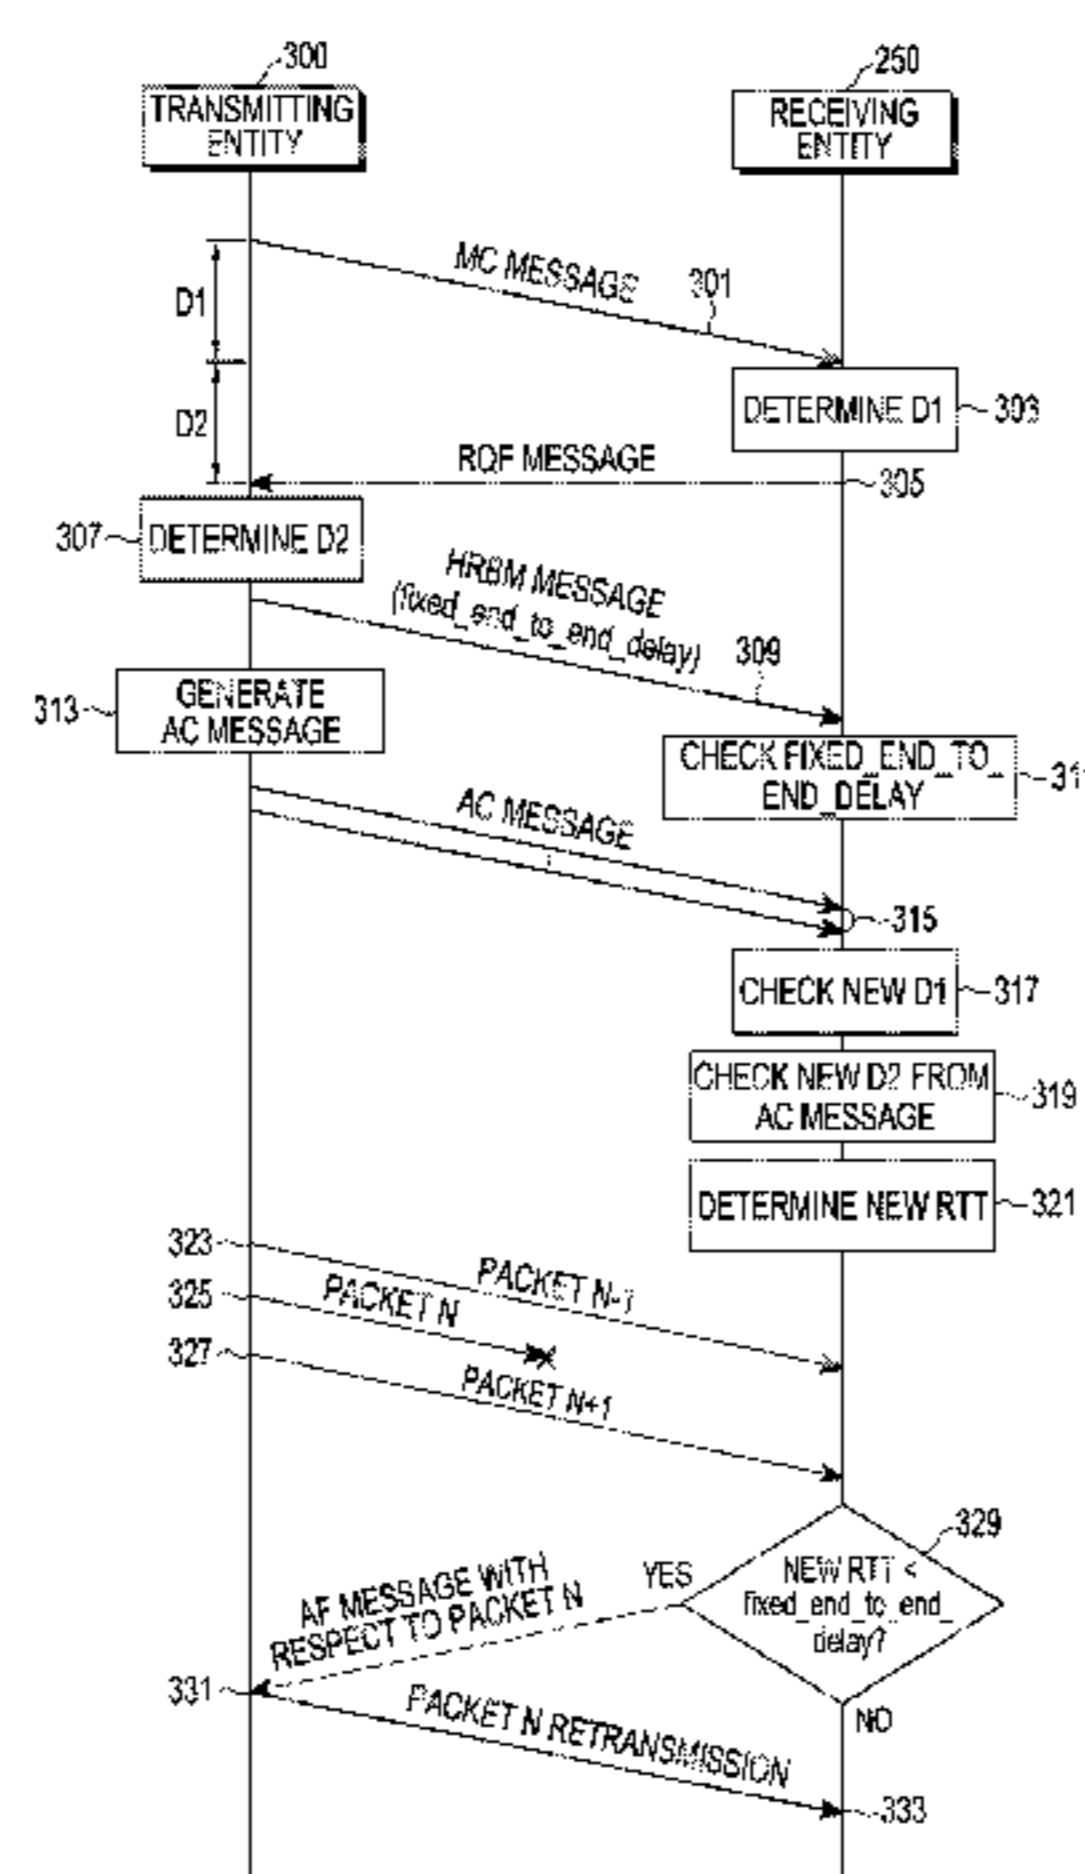 300
250
TRANSMITTING
ENTITY
RECEIVING
ENTITY
MC MESSAGE
301
D1
DETERMINE D1
303
D2
RQF MESSAGE
305
307
DETERMINE D2
HRBM MESSAGE
(fixed_end_to_end_delay)
309
313
GENERATE
AC MESSAGE
CHECK FIXED_END_TO_
END_DELAY
311
AC MESSAGE
315
CHECK NEW D1
317
CHECK NEW D2 FROM
AC MESSAGE
319
DETERMINE NEW RTT
321
323
PACKET N-1
325
PACKET N
327
PACKET N+1
329
NEW RTT <
fixed_end_to_end_
delay?
YES
AF MESSAGE WITH
RESPECT TO PACKET N
331
NO
PACKET N RETRANSMISSION
333